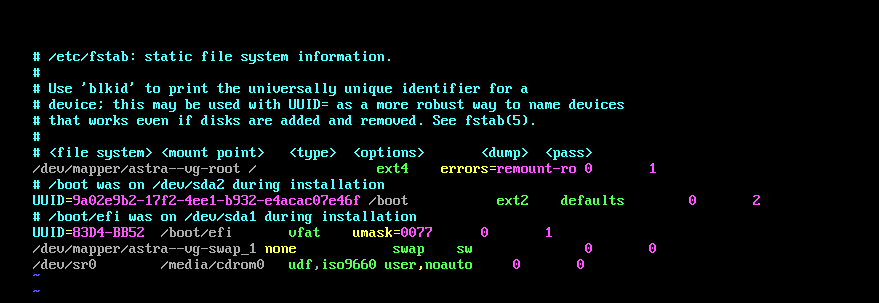 # /etc/fstab: static file system information.
#
# Use 'blkid' to print the universally unique identifier for a
# device; this may be used with UUID= as a more robust way to name devices
# that works even if disks are added and removed. See fstab(5).
#
# <file system> <mount point>   <type>  <options>       <dump>  <pass>
/dev/mapper/astra--vg-root /               ext4    errors=remount-ro 0       1
# /boot was on /dev/sda2 during installation
UUID=9a02e9b2-17f2-4ee1-b932-e4acac07e46f /boot           ext2    defaults        0       2
# /boot/efi was on /dev/sda1 during installation
UUID=83D4-BB52  /boot/efi       vfat    umask=0077      0       1
/dev/mapper/astra--vg-swap_1 none            swap    sw              0       0
/dev/sr0        /media/cdrom0   udf,iso9660 user,noauto     0       0
~
~